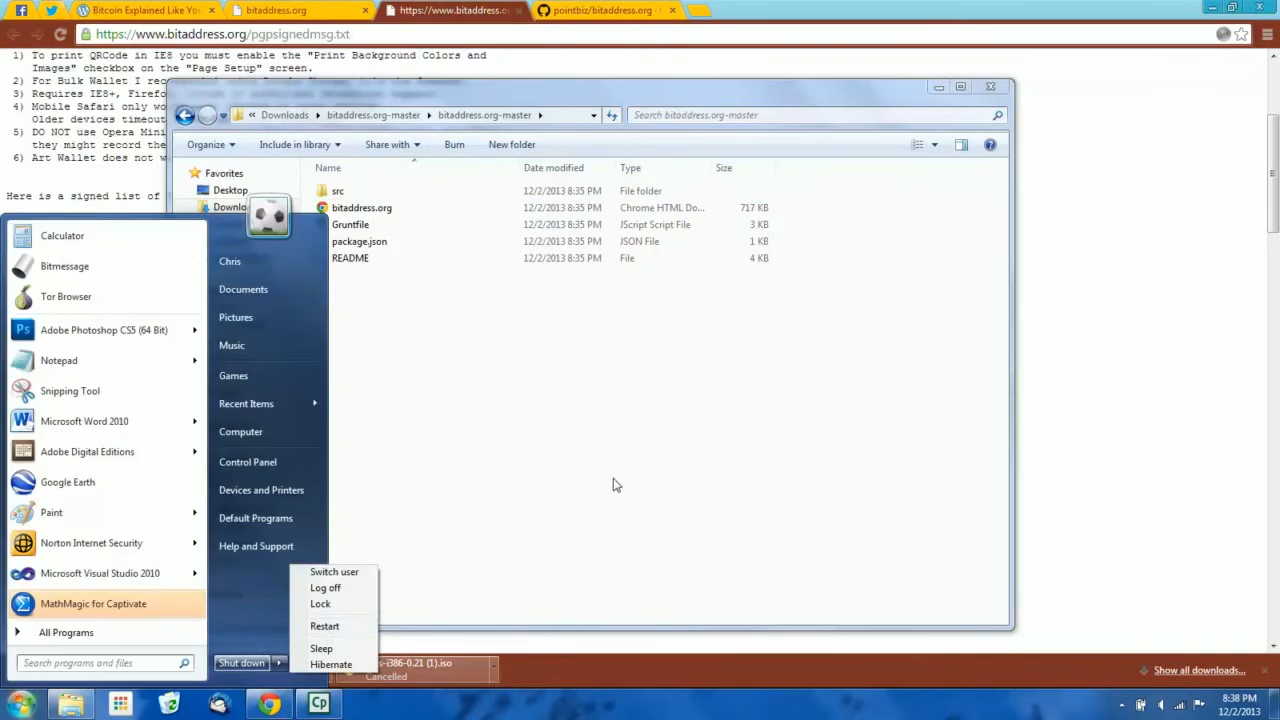 Bitcoin Explained Like Yo
bitaddress.org
https://www.bitaddress.o
pointbiz/bitaddress.org
https://www.bitaddress.org/pgpsignedmsg.txt
1) To print QRCode in IE8 you must enable the "Print Background Colors and
Images" checkbox on the "Page Setup" screen.
2) For Bulk Wallet I reco
3) Requires IE8+, Firefo
4) Mobile Safari only wo
Older devices timeout
5) DO NOT use Opera Mini
they might record the
6) Art Wallet does not w
Here is a signed list of
« Downloads bitaddress.org-master bitaddress.org-master
Search bitaddress.org-master
Organize Include in library Share with Burn New folder
Favorites
Desktop
Downlo
Name Date modified Type Size
src 12/2/2013 8:35 PM File folder
bitaddress.org 12/2/2013 8:35 PM Chrome HTML Do... 717 KB
Gruntfile 12/2/2013 8:35 PM JScript Script File 3 KB
package.json 12/2/2013 8:35 PM JSON File 1 KB
README 12/2/2013 8:35 PM File 4 KB
Calculator
Bitmessage
Tor Browser
Ps Adobe Photoshop CS5 (64 Bit)
Notepad
Snipping Tool
Microsoft Word 2010
Adobe Digital Editions
Google Earth
Paint
Norton Internet Security
Microsoft Visual Studio 2010
MathMagic for Captivate
All Programs
Search programs and files
Chris
Documents
Pictures
Music
Games
Recent Items
Computer
Control Panel
Devices and Printers
Default Programs
Help and Support
Shut down
Switch user
Log off
Lock
Restart
Sleep
Hibernate
s-i386-0.21 (1).iso
Cancelled
Show all downloads...
Cp
8:38 PM
12/2/2013